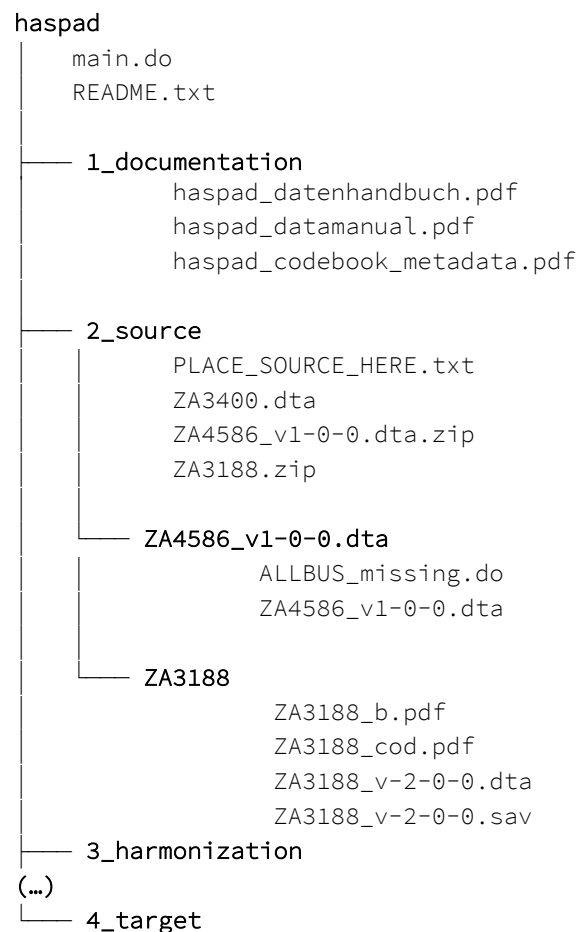 haspad
main.do
README.txt
1_documentation
haspad_datenhandbuch.pdf
haspad_datamanual.pdf
haspad_codebook_metadata.pdf
2_source
PLACE_SOURCE_HERE.txt
ZA3400.dta
ZA4586_v1-0-0.dta.zip
ZA3188.zip
ZA4586_v1-0-0.dta
ALLBUS_missing.do
ZA4586_v1-0-0.dta
ZA3188
ZA3188_b.pdf
ZA3188_cod.pdf
ZA3188_v-2-0-0.dta
ZA3188_v-2-0-0.sav
3_harmonization
(…)
4_target